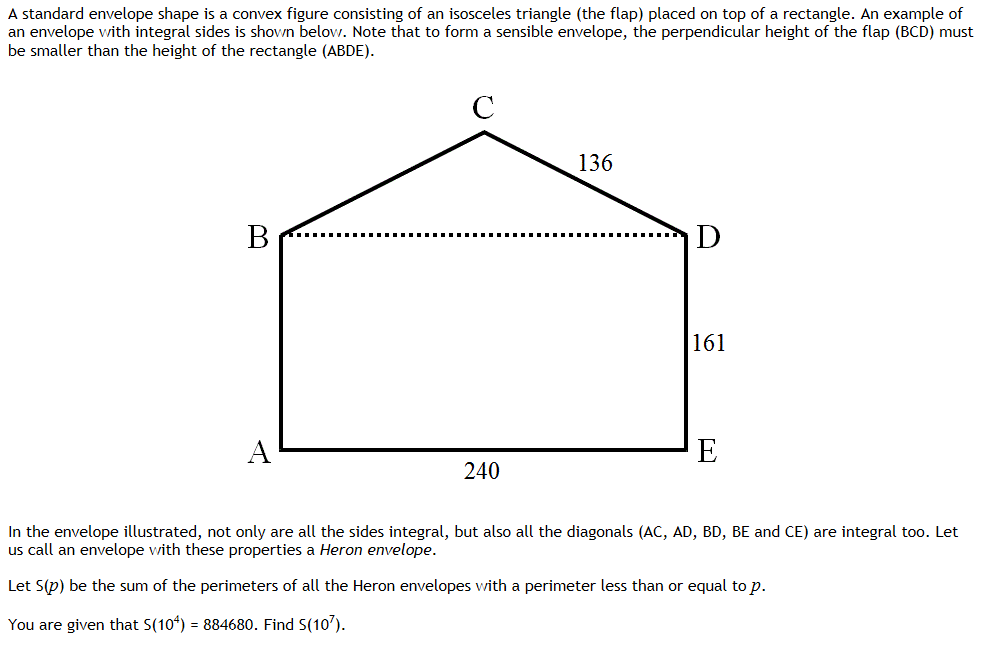 A standard envelope shape is a convex figure consisting of an isosceles triangle (the flap) placed on top of a rectangle. An example of
an envelope with integral sides is shown below. Note that to form a sensible envelope, the perpendicular height of the flap (BCD) must
be smaller than the height of the rectangle (ABDE).
C
136
B
D
161
A
E
240
In the envelope illustrated, not only are all the sides integral, but also all the diagonals (AC, AD, BD, BE and CE) are integral too. Let
us call an envelope with these properties a Heron envelope.
Let S(p) be the sum of the perimeters of all the Heron envelopes with a perimeter less than or equal to p.
You are given that S(10⁴) = 884680. Find S(10⁷).